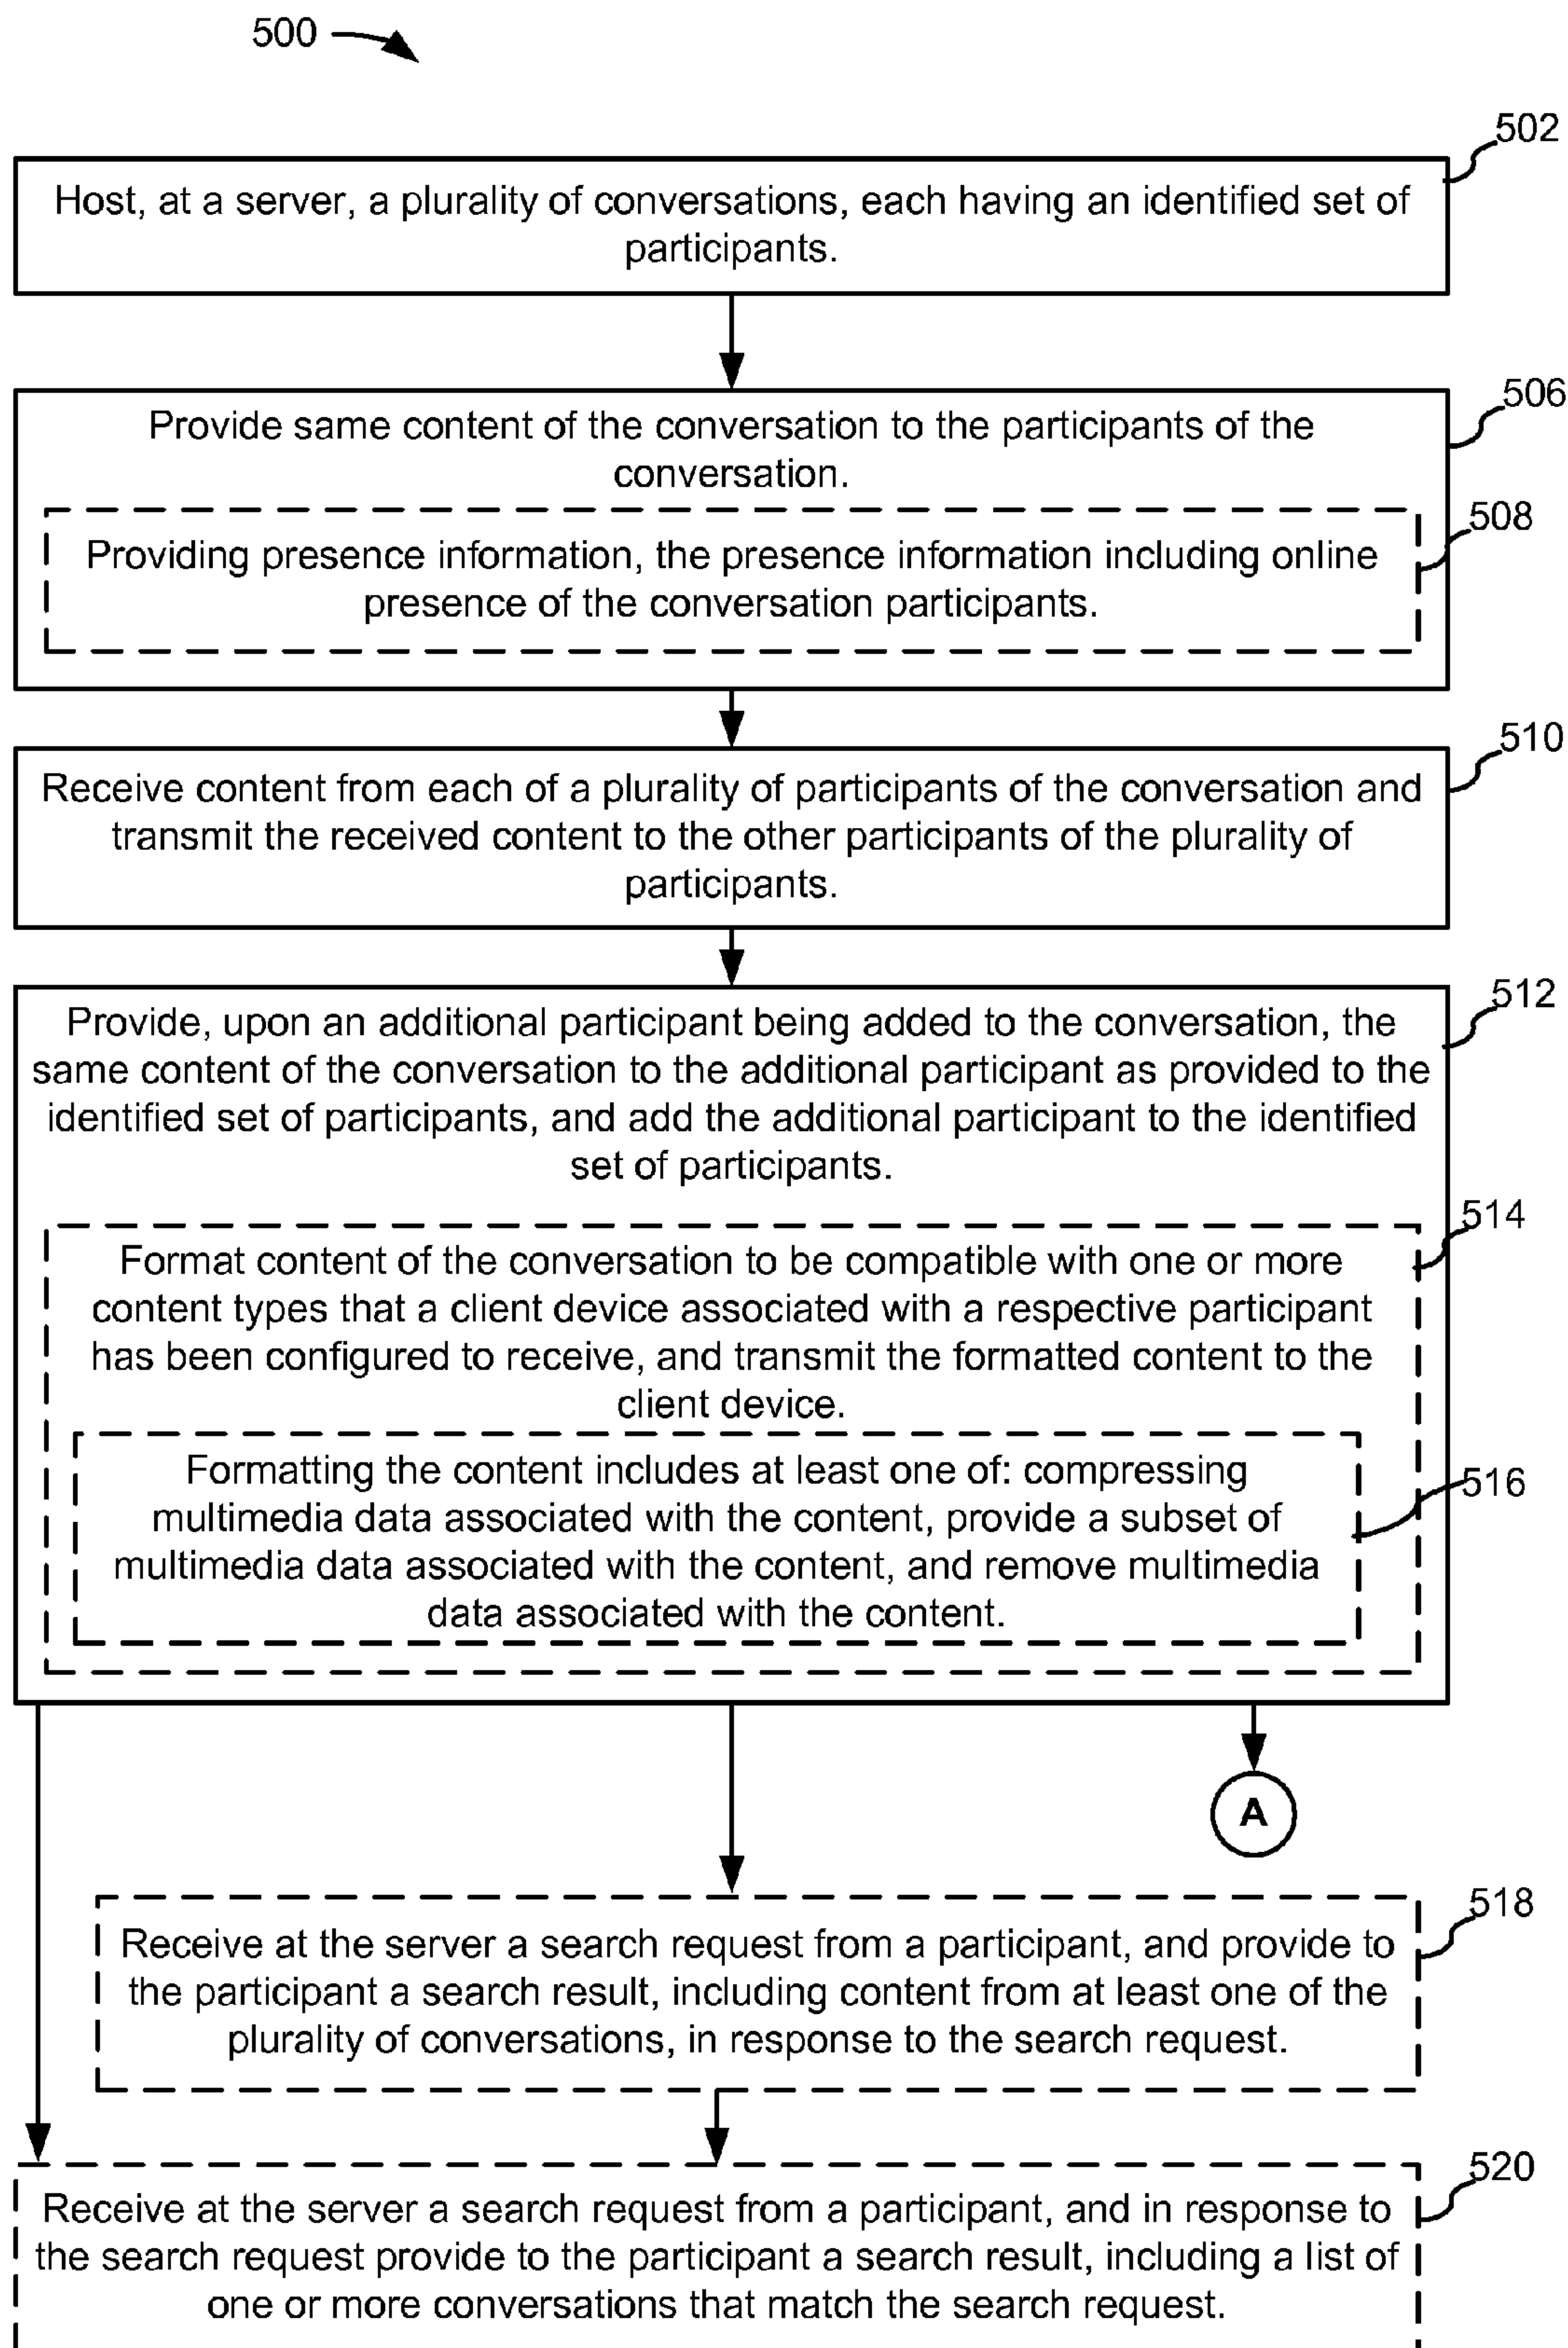 500
502
Host, at a server, a plurality of conversations, each having an identified set of
participants.
506
Provide same content of the conversation to the participants of the
conversation.
508
Providing presence information, the presence information including online
presence of the conversation participants.
510
Receive content from each of a plurality of participants of the conversation and
transmit the received content to the other participants of the plurality of
participants.
512
Provide, upon an additional participant being added to the conversation, the
same content of the conversation to the additional participant as provided to the
identified set of participants, and add the additional participant to the identified
set of participants.
514
Format content of the conversation to be compatible with one or more
content types that a client device associated with a respective participant
has been configured to receive, and transmit the formatted content to the
client device.
516
Formatting the content includes at least one of: compressing
multimedia data associated with the content, provide a subset of
multimedia data associated with the content, and remove multimedia
data associated with the content.
A
518
Receive at the server a search request from a participant, and provide to
the participant a search result, including content from at least one of the
plurality of conversations, in response to the search request.
520
Receive at the server a search request from a participant, and in response to
the search request provide to the participant a search result, including a list of
one or more conversations that match the search request.